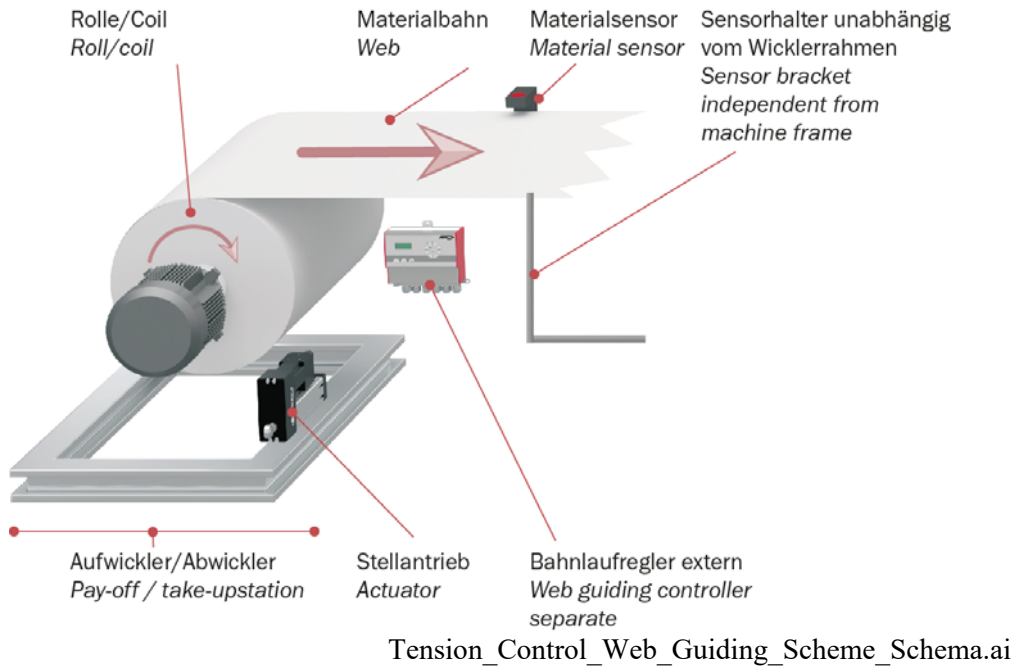 Rolle/Coil
Roll/coil
Materialbahn
Web
Materialsensor
Material sensor
Sensorhalter unabhängig
vom Wicklerrahmen
Sensor bracket
independent from
machine frame
Aufwickler/Abwickler
Pay-off / take-upstation
Stellantrieb
Actuator
Bahnlaufregler extern
Web guiding controller
separate
Tension_Control_Web_Guiding_Scheme_Schema.ai